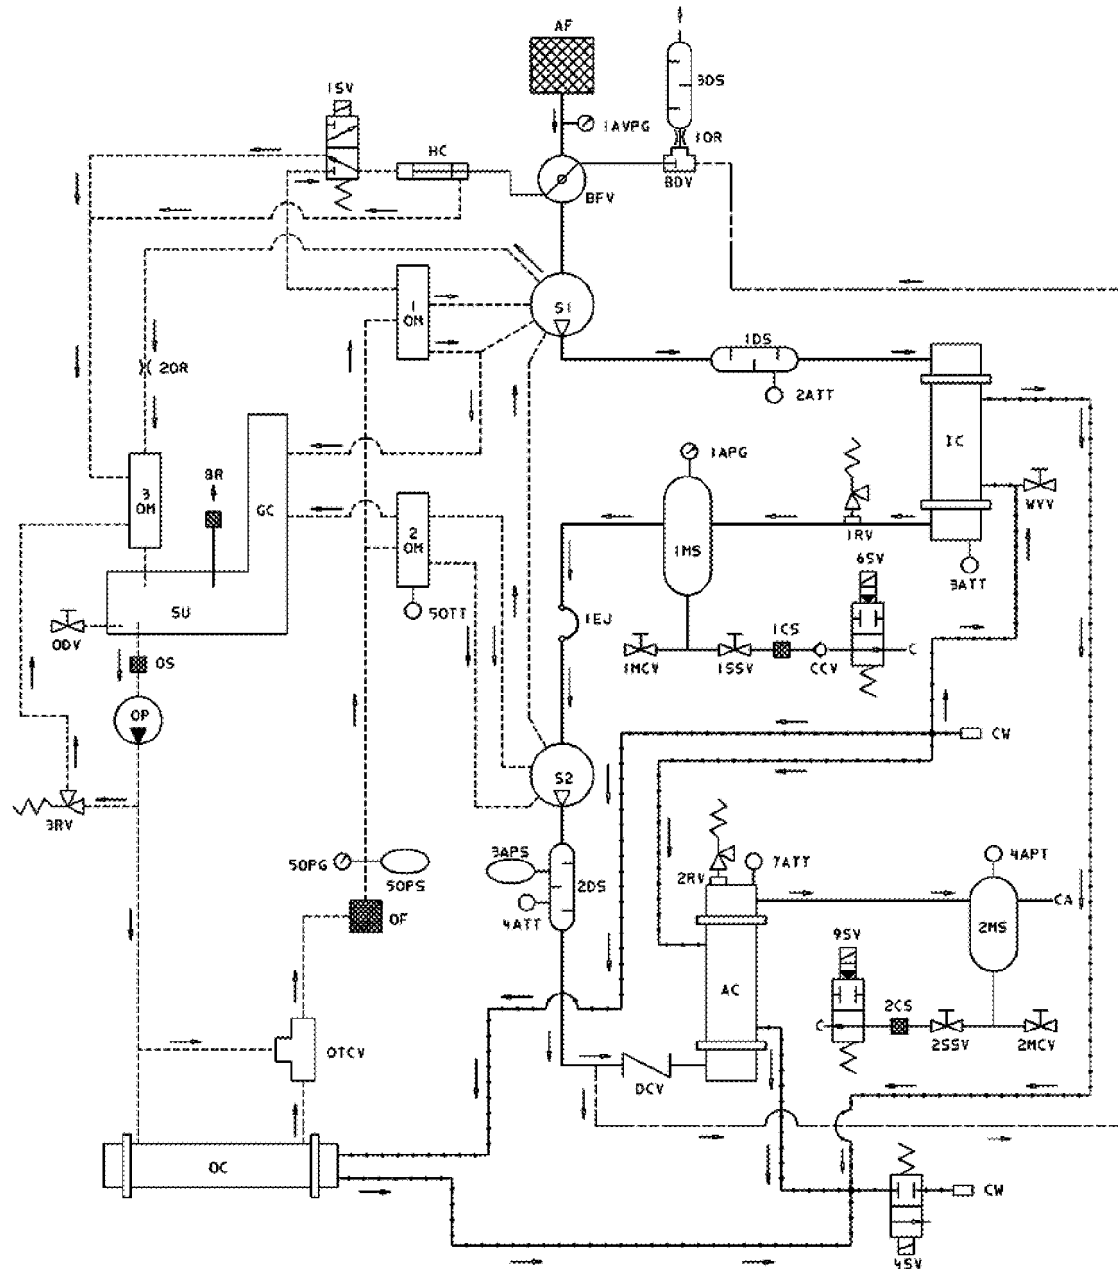 AF
1SV
3DS
1AVPG
1OR
HC
BDV
BFV
S1
1
OM
1DS
2OR
2ATT
IC
1APG
BR
3
OM
GC
WVV
2
OM
1MS
1RV
6SV
3ATT
SU
5OTT
1EJ
ODV
1CS
OS
1MCV
1SSV
CCV
C
OP
CW
S2
3RV
3APS
7ATT
4APT
5OPG
5OPS
2RV
2DS
CA
OF
4ATT
9SV
2MS
AC
2CS
C
OTCV
2SSV
2MCV
DCV
OC
CW
4SV